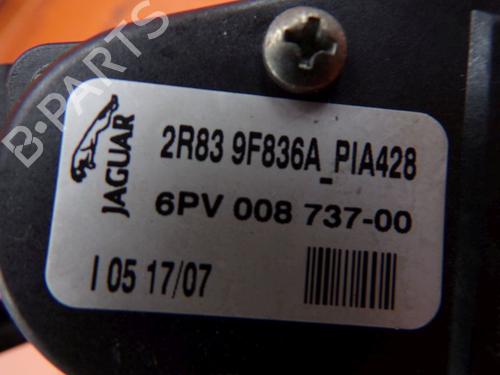 B-PARTS
JAGUAR
2R83 9F836A_PIA428
6PV 008 737-00
I 05 17/07